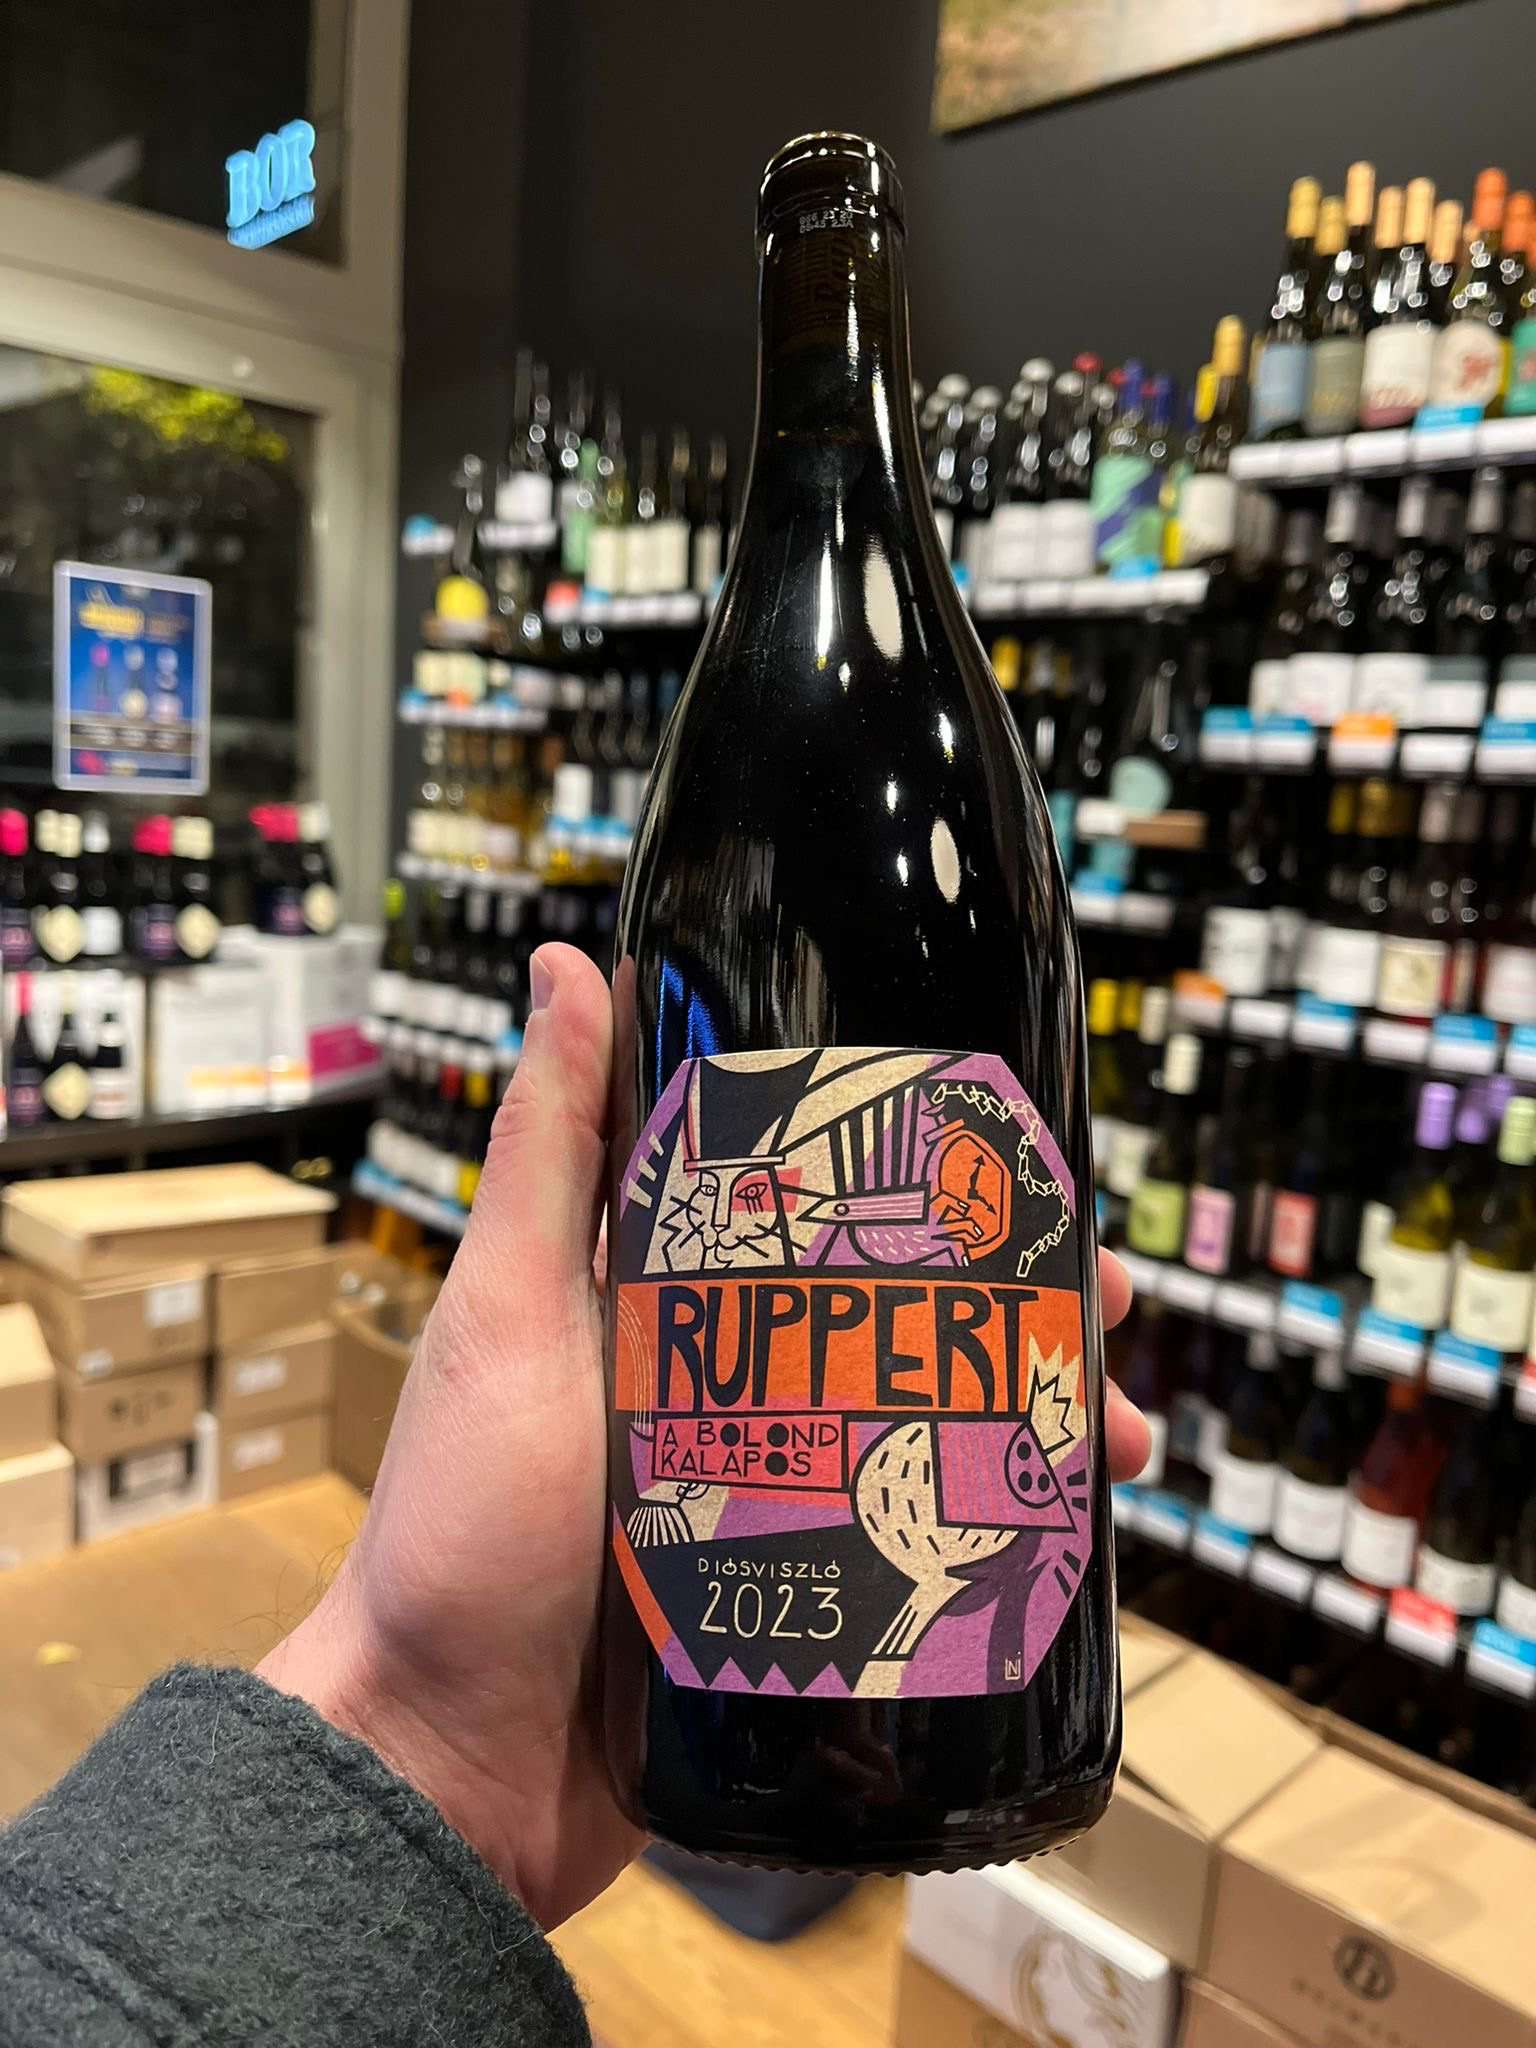 BOR
RUPPERT
A BOLOND
KALAPOS
DIÓSVISZLÓ
2023